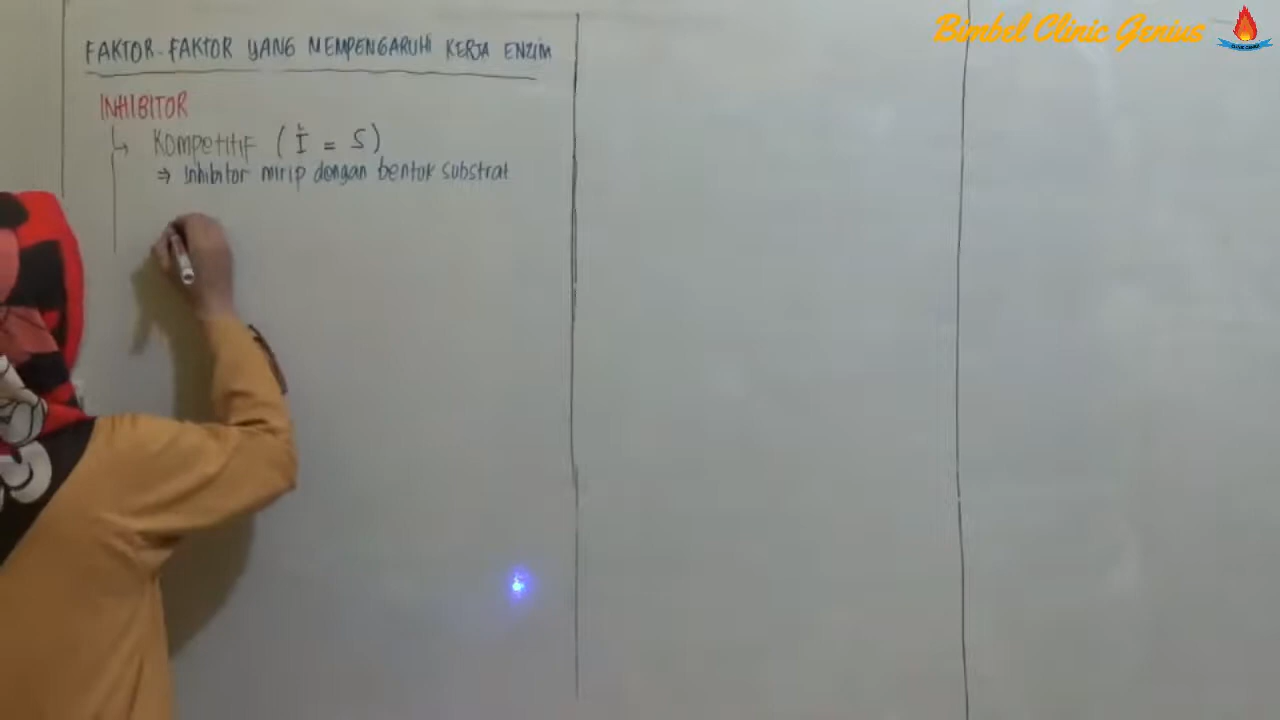 Bimbel Clinic Genius
FAKTOR-FAKTOR YANG MEMPENGARUHI KERJA ENZIM
INHIBITOR
↳ Kompetitif ( I = S )
⇒ Inhibitor mirip dengan bentuk substrat